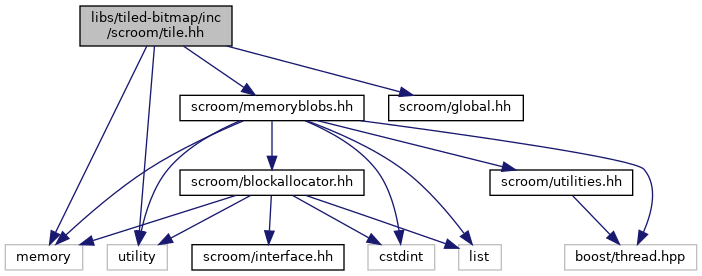 libs/tiled-bitmap/inc
/scroom/tile.hh
scroom/memoryblobs.hh
scroom/global.hh
scroom/blockallocator.hh
scroom/utilities.hh
memory
utility
scroom/interface.hh
cstdint
list
boost/thread.hpp